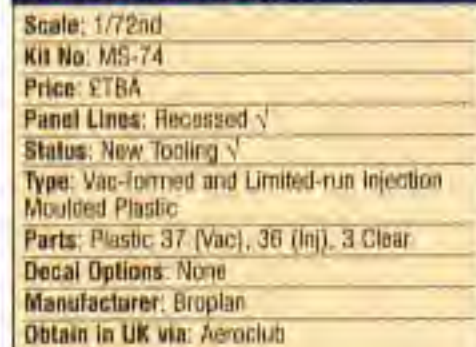 Scale: 1/72nd
Kit No: MS-74
Price: £TBA
Panel Lines: Recessed √
Status: New Tooling √
Type: Vac-formed and Limited-run Injection
Moulded Plastic
Parts: Plastic 37 (Vac), 36 (Inj), 3 Clear
Decal Options: None
Manufacturer: Broplan
Obtain in UK via: Aeroclub